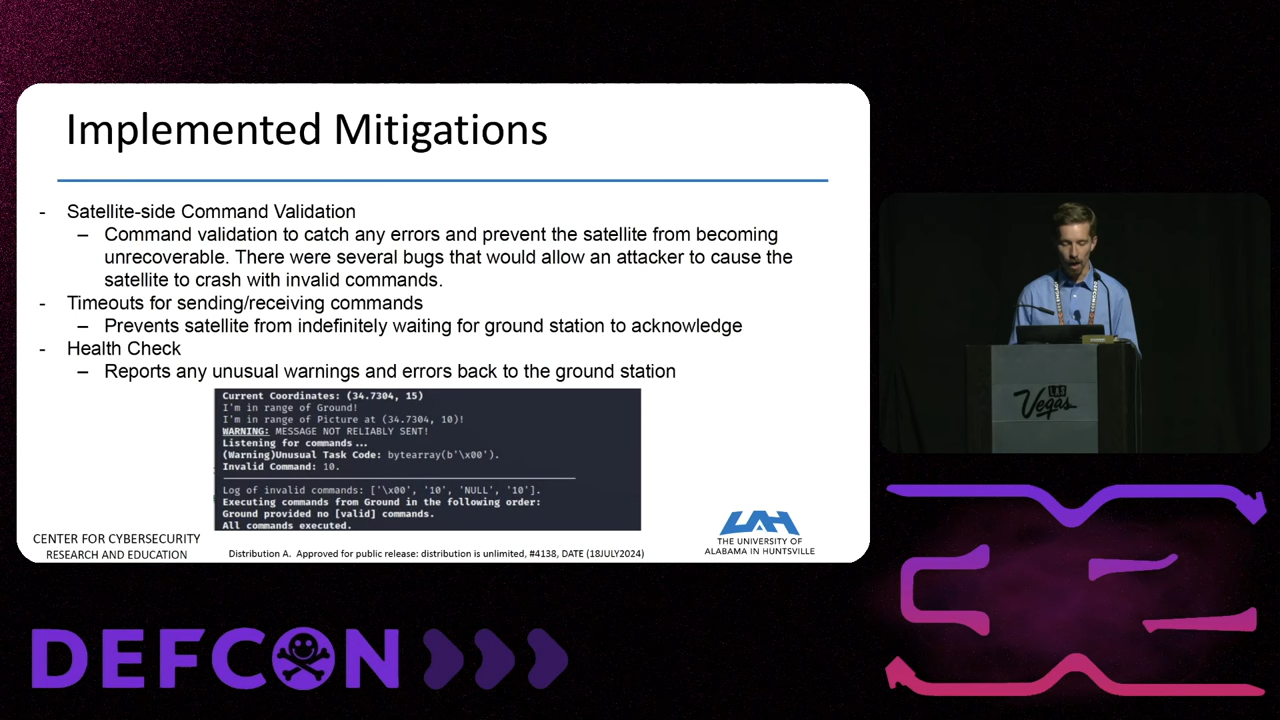 Implemented Mitigations
- Satellite-side Command Validation
– Command validation to catch any errors and prevent the satellite from becoming
unrecoverable. There were several bugs that would allow an attacker to cause the
satellite to crash with invalid commands.
- Timeouts for sending/receiving commands
– Prevents satellite from indefinitely waiting for ground station to acknowledge
- Health Check
– Reports any unusual warnings and errors back to the ground station
Current Coordinates: (34.7304, 15)
I'm in range of Ground!
I'm in range of Picture at (34.7304, 10)!
WARNING: MESSAGE NOT RELIABLY SENT!
Listening for commands...
(Warning)Unusual Task Code: bytearray(b'\x00').
Invalid Command: 10.
Log of invalid commands: ['\x00', '10', 'NULL', '10'].
Executing commands from Ground in the following order:
Ground provided no [valid] commands.
All commands executed.
CENTER FOR CYBERSECURITY
RESEARCH AND EDUCATION
Distribution A. Approved for public release: distribution is unlimited, #4138, DATE (18JULY2024)
UAH
THE UNIVERSITY OF
ALABAMA IN HUNTSVILLE
LAS
Vegas
DEFCON